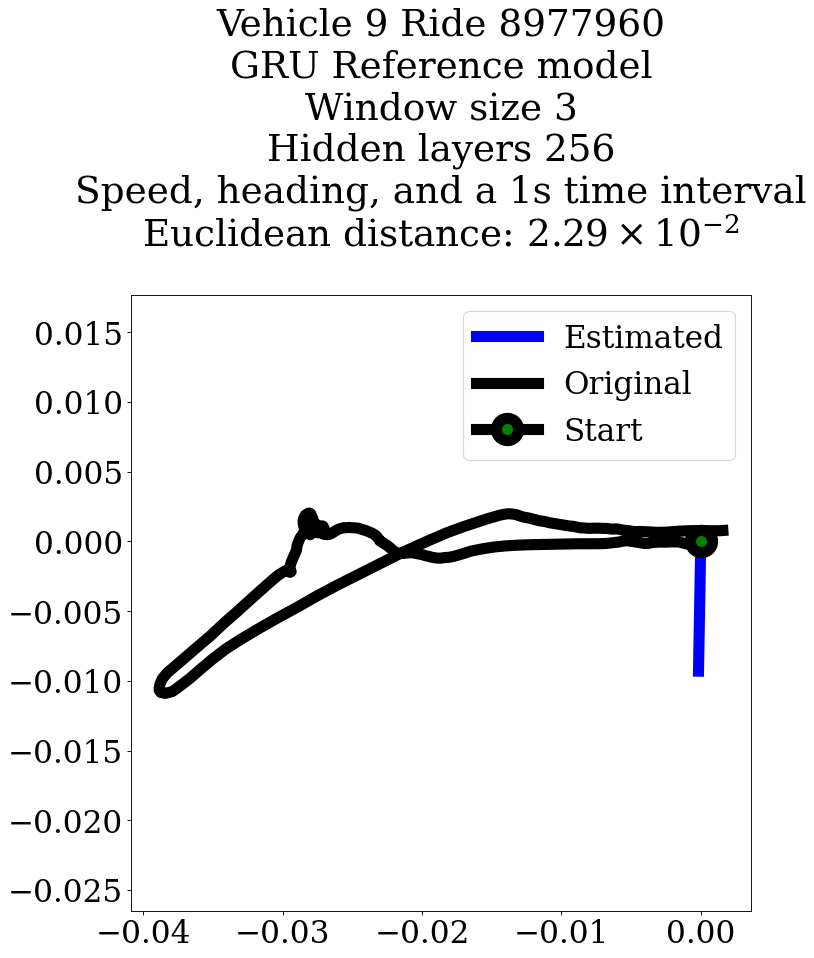 Vehicle 9 Ride 8977960
GRU Reference model
Window size 3
Hidden layers 256
Speed, heading, and a 1s time interval
Euclidean distance: 2.29 × 10⁻²
Estimated
Original
Start
0.015
0.010
0.005
0.000
−0.005
−0.010
−0.015
−0.020
−0.025
−0.04 −0.03 −0.02 −0.01 0.00